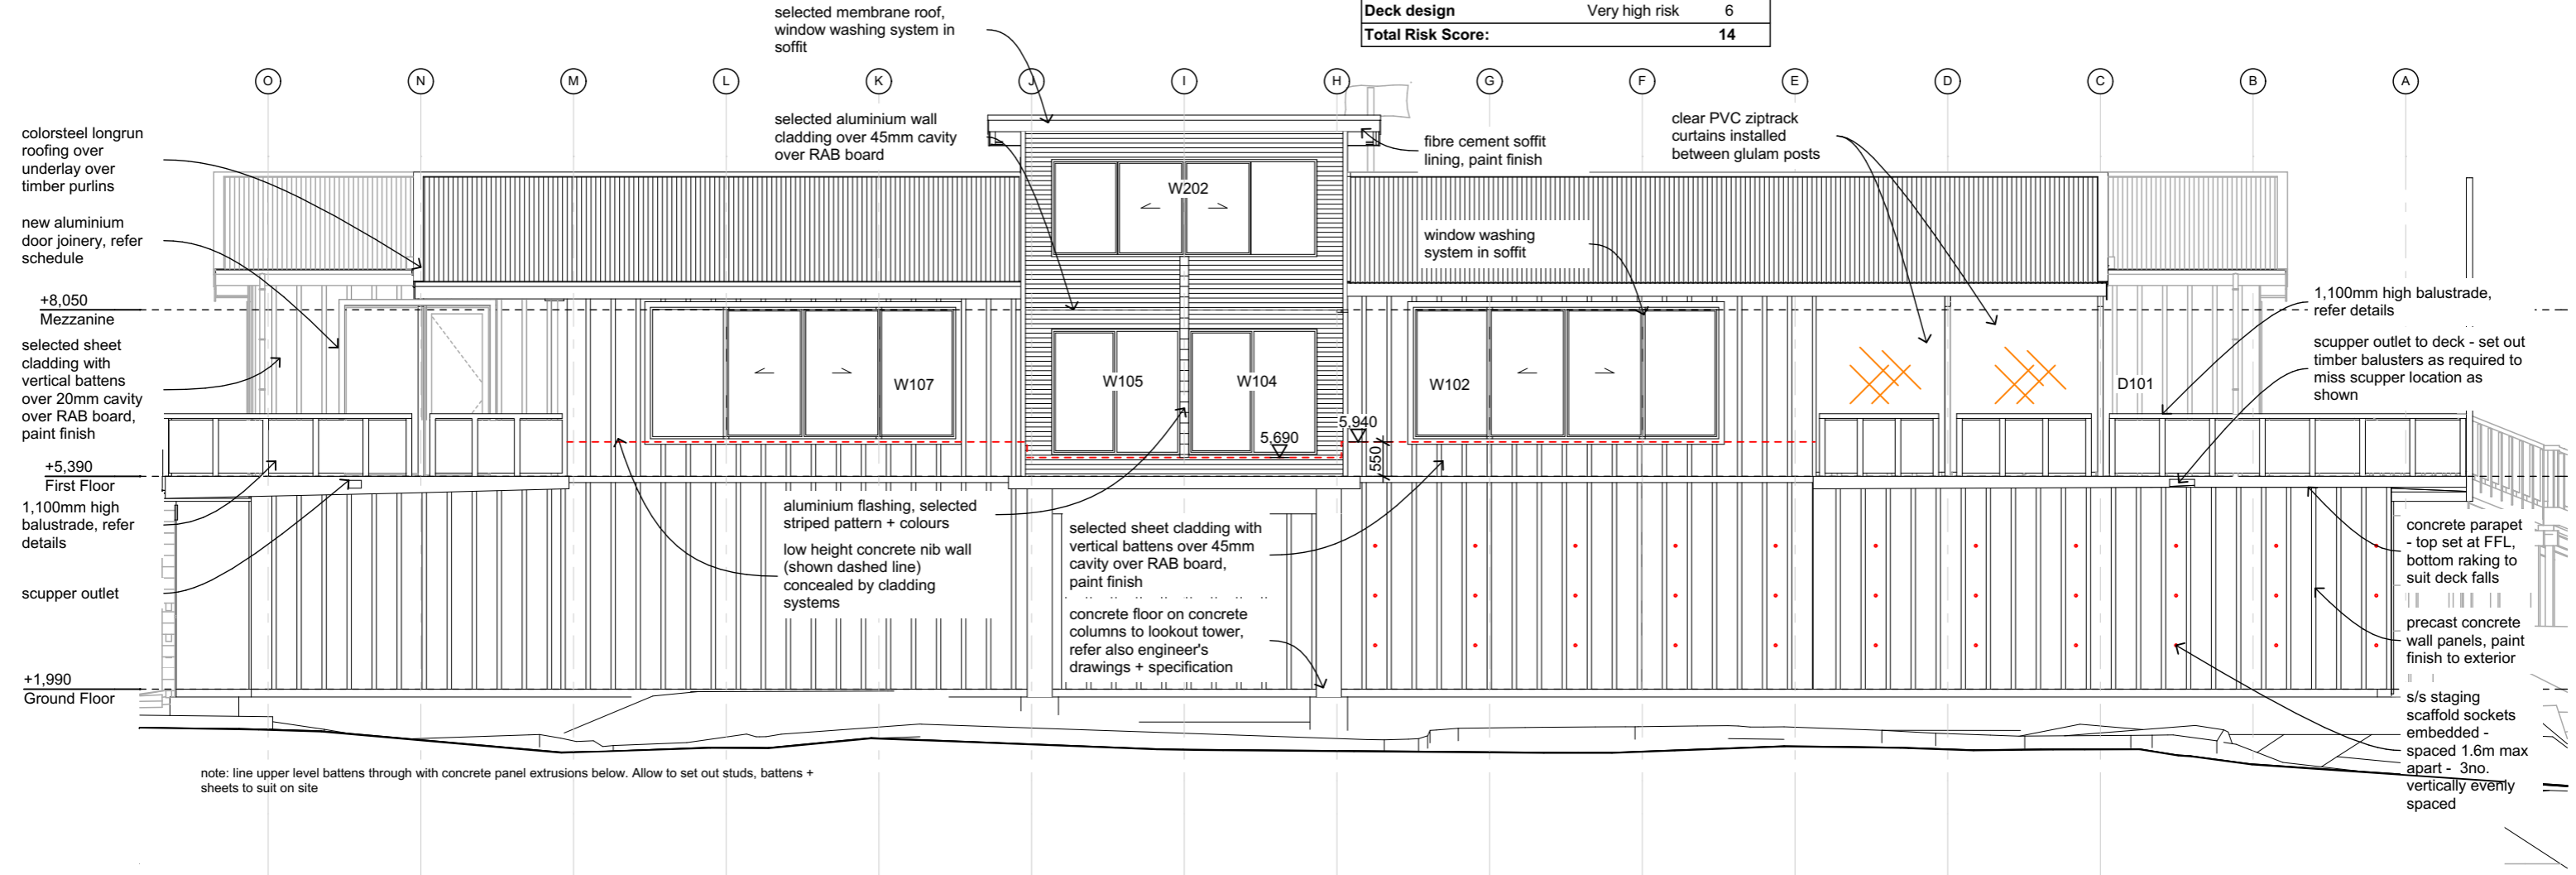 Deck design Very high risk 6
Total Risk Score: 14
selected membrane roof,
window washing system in
soffit
O N M L K J I H G F E D C B A
colorsteel longrun
roofing over
underlay over
timber purlins
new aluminium
door joinery, refer
schedule
+8,050
Mezzanine
selected sheet
cladding with
vertical battens
over 20mm cavity
over RAB board,
paint finish
+5,390
First Floor
1,100mm high
balustrade, refer
details
scupper outlet
+1,990
Ground Floor
selected aluminium wall
cladding over 45mm cavity
over RAB board
W202
fibre cement soffit
lining, paint finish
clear PVC ziptrack
curtains installed
between glulam posts
window washing
system in soffit
W107
W105
W104
W102
D101
5,690
5,940
550
1,100mm high balustrade,
refer details
scupper outlet to deck - set out
timber balusters as required to
miss scupper location as
shown
aluminium flashing, selected
striped pattern + colours
low height concrete nib wall
(shown dashed line)
concealed by cladding
systems
selected sheet cladding with
vertical battens over 45mm
cavity over RAB board,
paint finish
concrete floor on concrete
columns to lookout tower,
refer also engineer's
drawings + specification
concrete parapet
- top set at FFL,
bottom raking to
suit deck falls
precast concrete
wall panels, paint
finish to exterior
s/s staging
scaffold sockets
embedded -
spaced 1.6m max
apart - 3no.
vertically evenly
spaced
note: line upper level battens through with concrete panel extrusions below. Allow to set out studs, battens +
sheets to suit on site